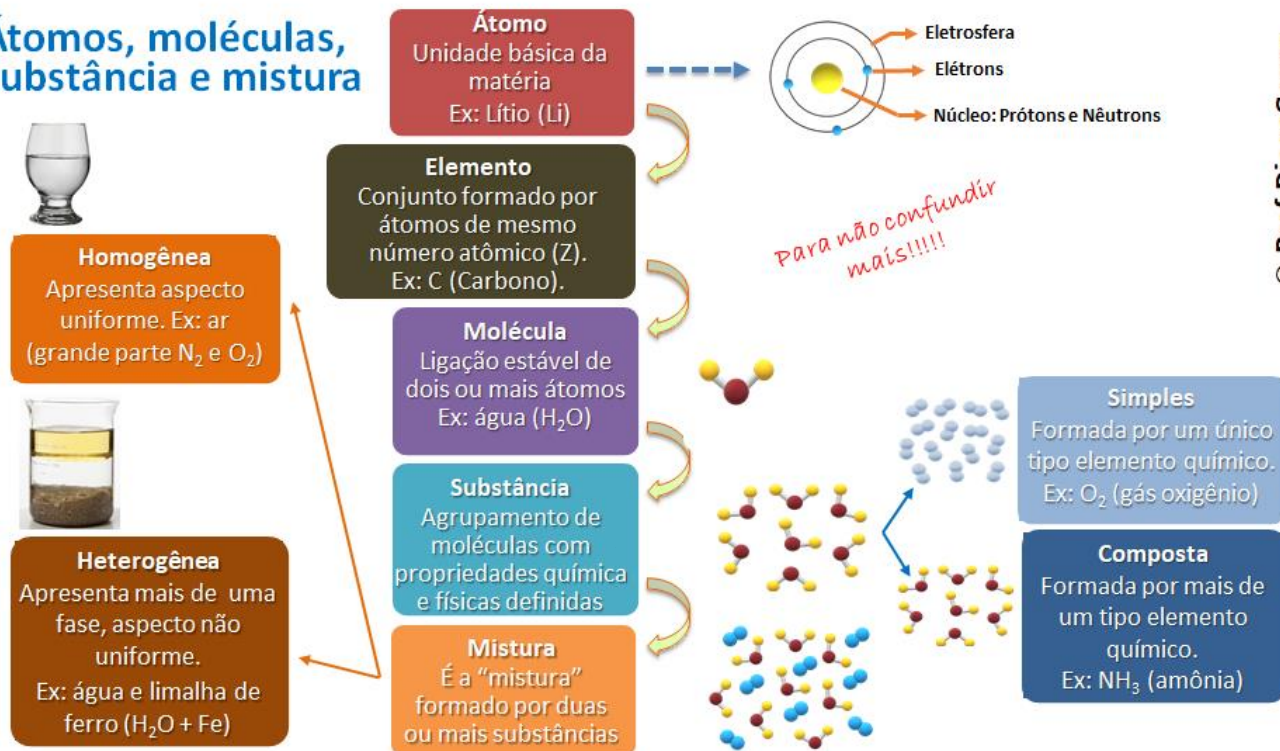 Átomos, moléculas,
substância e mistura
Átomo
Unidade básica da
matéria
Ex: Lítio (Li)
Eletrosfera
Elétrons
Núcleo: Prótons e Nêutrons
Elemento
Conjunto formado por
átomos de mesmo
número atômico (Z).
Ex: C (Carbono).
Para não confundir
mais!!!!!
Homogênea
Apresenta aspecto
uniforme. Ex: ar
(grande parte N₂ e O₂)
Molécula
Ligação estável de
dois ou mais átomos
Ex: água (H₂O)
Simples
Formada por um único
tipo elemento químico.
Ex: O₂ (gás oxigênio)
Substância
Agrupamento de
moléculas com
propriedades química
e físicas definidas
Composta
Formada por mais de
um tipo elemento
químico.
Ex: NH₃ (amônia)
Heterogênea
Apresenta mais de uma
fase, aspecto não
uniforme.
Ex: água e limalha de
ferro (H₂O + Fe)
Mistura
É a “mistura”
formado por duas
ou mais substâncias